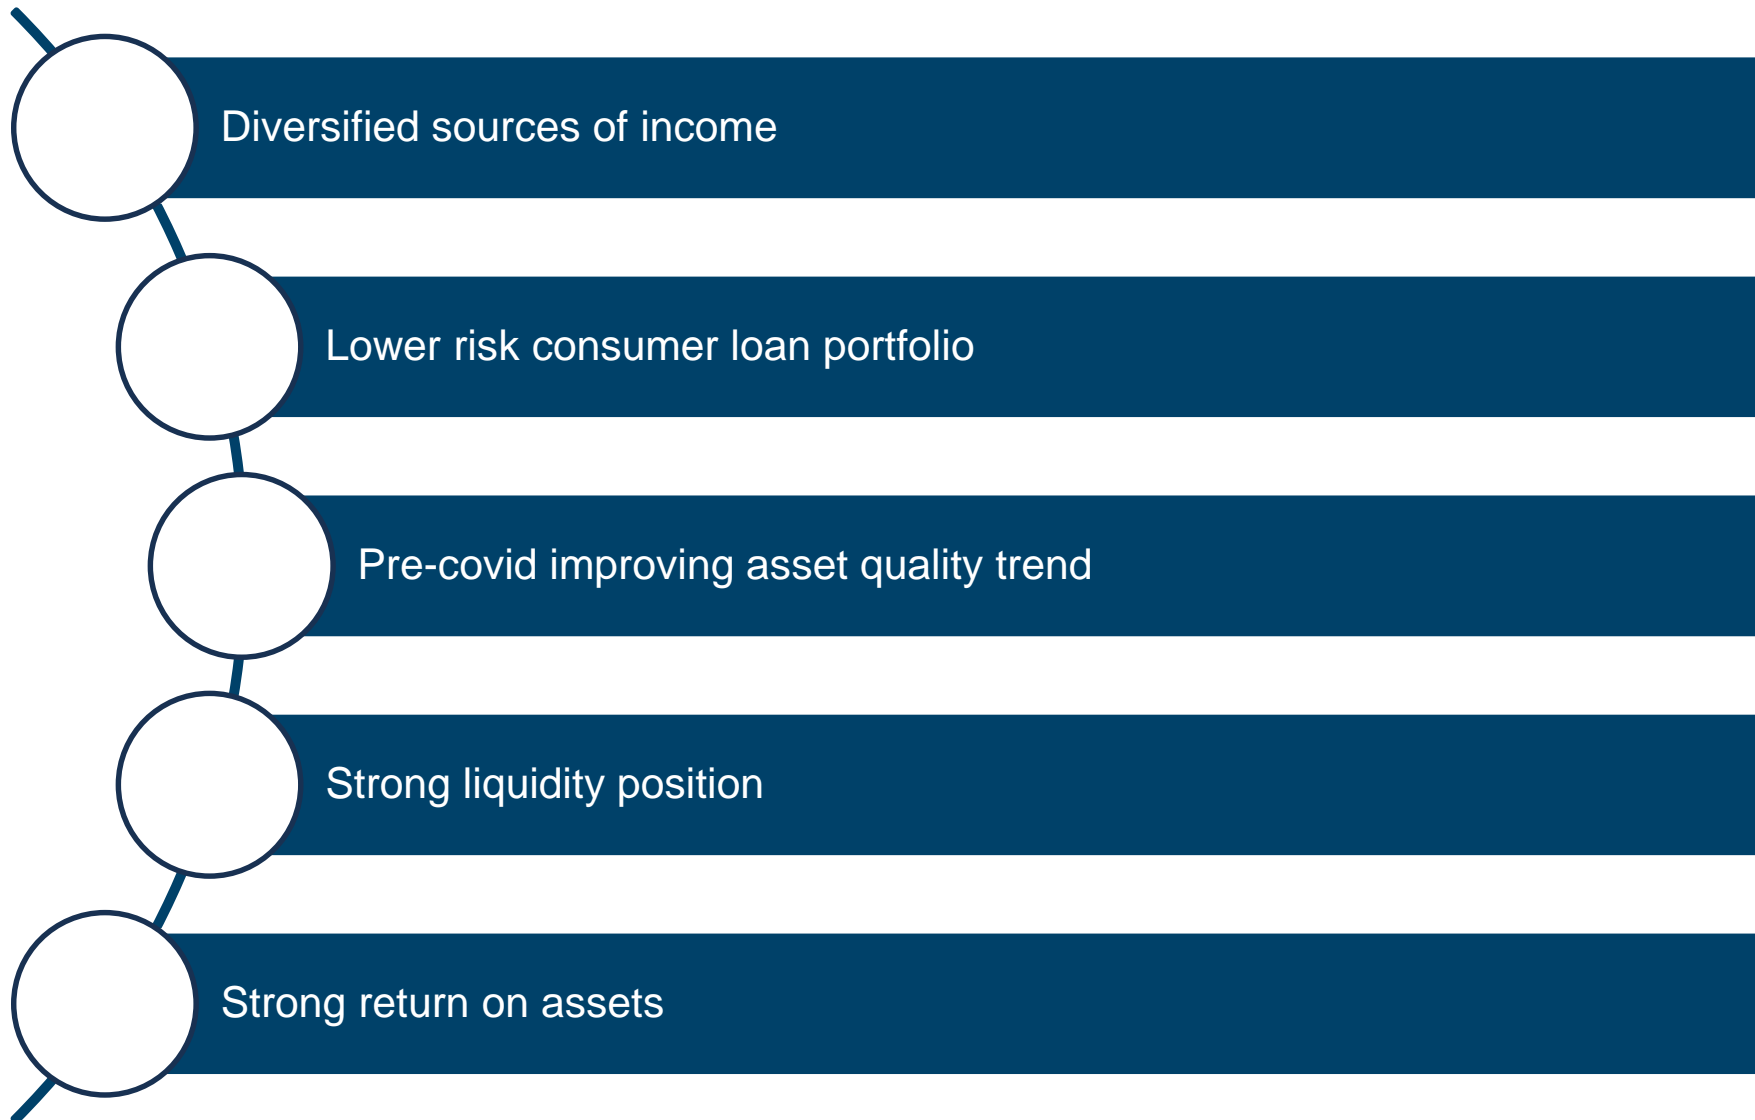 Diversified sources of income
Lower risk consumer loan portfolio
Pre-covid improving asset quality trend
Strong liquidity position
Strong return on assets